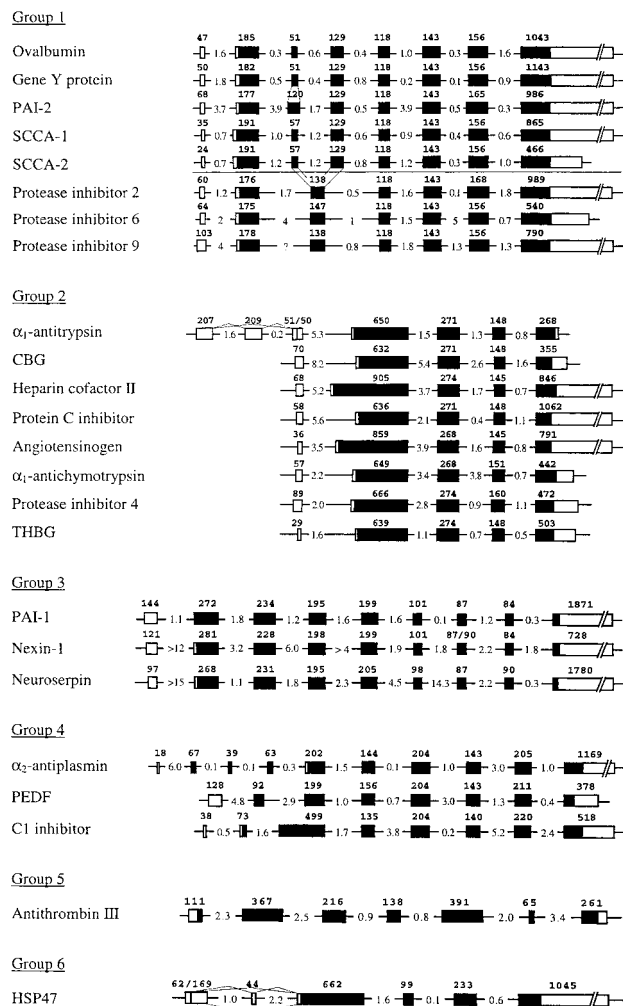 Group 1
47 185 51 129 118 143 156 1043
Ovalbumin 1.6 0.3 0.6 0.4 1.0 0.3 1.6
50 182 51 129 118 143 156 1143
Gene Y protein 1.8 0.4 0.8 0.2 0.1 0.9
68 177 120 129 118 143 165 986
PAI-2 3.7 3.9 1.7 0.5 3.9 0.5 0.3
35 191 57 129 118 143 156 865
SCCA-1 0.7 1.0 1.2 0.6 0.9 0.4 0.6
24 191 57 129 118 143 156 466
SCCA-2 0.7 1.2 1.2 0.8 1.2 0.3 1.0
60 176 138 118 143 168 989
Protease inhibitor 2 1.2 1.7 0.5 1.6 0.1 1.8
64 175 147 118 143 156 540
Protease inhibitor 6 2 4 1 1.5 5 0.7
103 178 138 118 143 156 790
Protease inhibitor 9 4 ? 0.8 1.8 1.3 1.3
Group 2
207 209 51/50 650 271 148 268
α₁-antitrypsin 1.6 0.2 5.3 1.5 1.3 0.8
70 632 271 148 355
CBG 8.2 5.4 2.6 1.6
68 905 274 145 846
Heparin cofactor II 5.2 3.7 1.7 0.7
58 636 271 148 1062
Protein C inhibitor 5.6 2.1 0.4 1.1
36 859 268 145 791
Angiotensinogen 3.5 3.9 1.6 0.8
57 649 268 151 442
α₁-antichymotrypsin 2.2 3.4 3.8 0.7
89 666 274 160 472
Protease inhibitor 4 2.0 2.8 0.9 1.1
29 639 274 148 503
THBG 1.6 1.1 0.7 0.5
Group 3
144 272 234 195 199 101 87 84 1871
PAI-1 1.1 1.8 1.2 1.6 1.6 0.1 1.2 0.3
121 281 228 198 199 101 87/90 84 728
Nexin-1 >12 3.2 6.0 >4 1.9 1.8 2.2 1.8
97 268 231 195 205 98 87 90 1780
Neuroserpin >15 1.1 1.8 2.3 4.5 14.3 2.2 0.3
Group 4
18 67 39 63 202 144 204 143 205 1169
α₂-antiplasmin 6.0 0.1 0.1 0.3 1.5 0.1 1.0 3.0 1.0
128 92 199 156 204 143 211 378
PEDF 4.8 2.9 1.0 0.7 3.0 1.3 0.4
38 73 499 135 204 140 220 518
C1 inhibitor 0.5 1.6 1.7 3.8 0.2 5.2 2.4
Group 5
111 367 216 138 391 65 261
Antithrombin III 2.3 2.5 0.9 0.8 2.0 3.4
Group 6
62/169 44 662 99 233 1045
HSP47 1.0 2.2 1.6 0.1 0.6